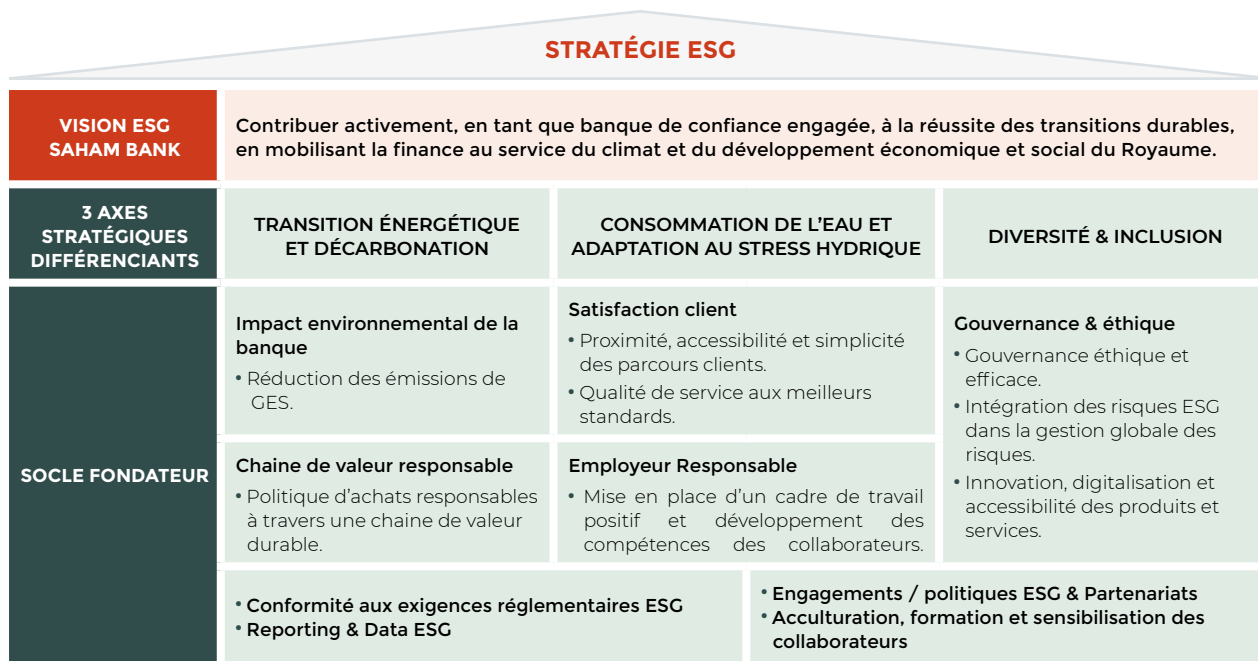 STRATÉGIE ESG
VISION ESG
SAHAM BANK
Contribuer activement, en tant que banque de confiance engagée, à la réussite des transitions durables,
en mobilisant la finance au service du climat et du développement économique et social du Royaume.
3 AXES
STRATÉGIQUES
DIFFÉRENCIANTS
TRANSITION ÉNERGÉTIQUE
ET DÉCARBONATION
CONSOMMATION DE L’EAU ET
ADAPTATION AU STRESS HYDRIQUE
DIVERSITÉ & INCLUSION
SOCLE FONDATEUR
Impact environnemental de la
banque
• Réduction des émissions de
GES.
Satisfaction client
• Proximité, accessibilité et simplicité
des parcours clients.
• Qualité de service aux meilleurs
standards.
Gouvernance & éthique
• Gouvernance éthique et
efficace.
• Intégration des risques ESG
dans la gestion globale des
risques.
• Innovation, digitalisation et
accessibilité des produits et
services.
Chaine de valeur responsable
• Politique d’achats responsables
à travers une chaine de valeur
durable.
Employeur Responsable
• Mise en place d’un cadre de travail
positif et développement des
compétences des collaborateurs.
• Conformité aux exigences réglementaires ESG
• Reporting & Data ESG
• Engagements / politiques ESG & Partenariats
• Acculturation, formation et sensibilisation des
collaborateurs